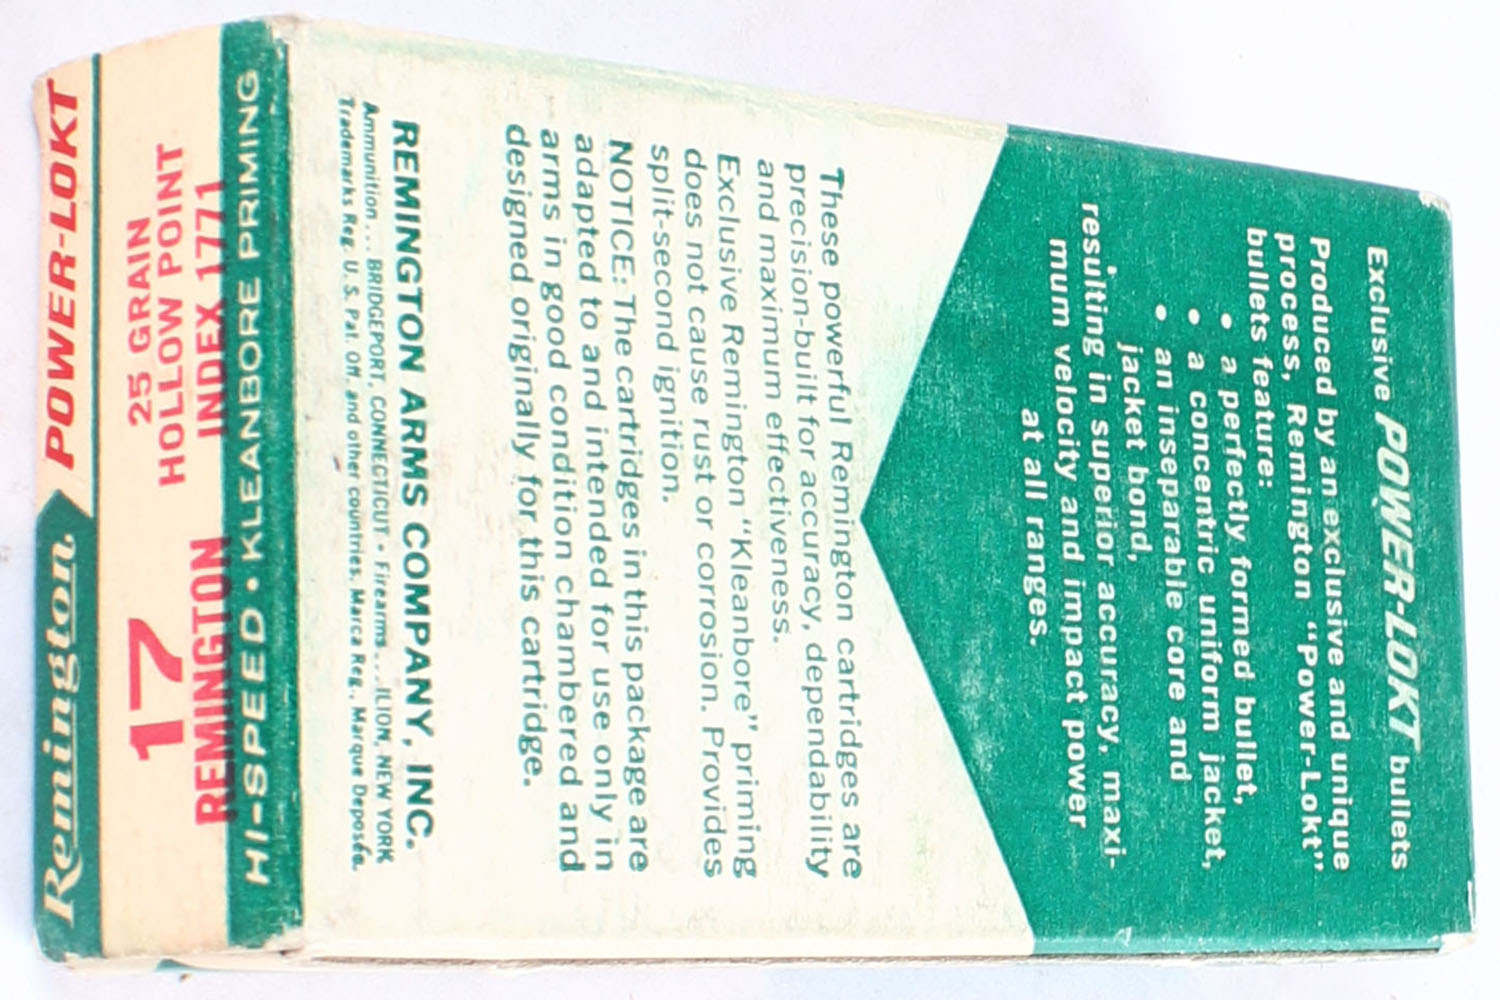 Exclusive POWER-LOKT bullets
Produced by an exclusive and unique
process, Remington "Power-Lokt"
bullets feature:
• a perfectly formed bullet,
• a concentric uniform jacket,
• an inseparable core and
jacket bond,
resulting in superior accuracy, maxi-
mum velocity and impact power
at all ranges.
These powerful Remington cartridges are
precision-built for accuracy, dependability
and maximum effectiveness.
Exclusive Remington "Kleanbore" priming
does not cause rust or corrosion. Provides
split-second ignition.
NOTICE: The cartridges in this package are
adapted to and intended for use only in
arms in good condition chambered and
designed originally for this cartridge.
REMINGTON ARMS COMPANY, INC.
Ammunition... BRIDGEPORT, CONNECTICUT • Firearms... ILION, NEW YORK
Trademarks Reg. U.S. Pat. Off. and other countries, Marca Reg., Marque Deposée.
HI-SPEED • KLEANBORE PRIMING
17
REMINGTON
25 GRAIN
HOLLOW POINT
INDEX 1771
Remington POWER-LOKT